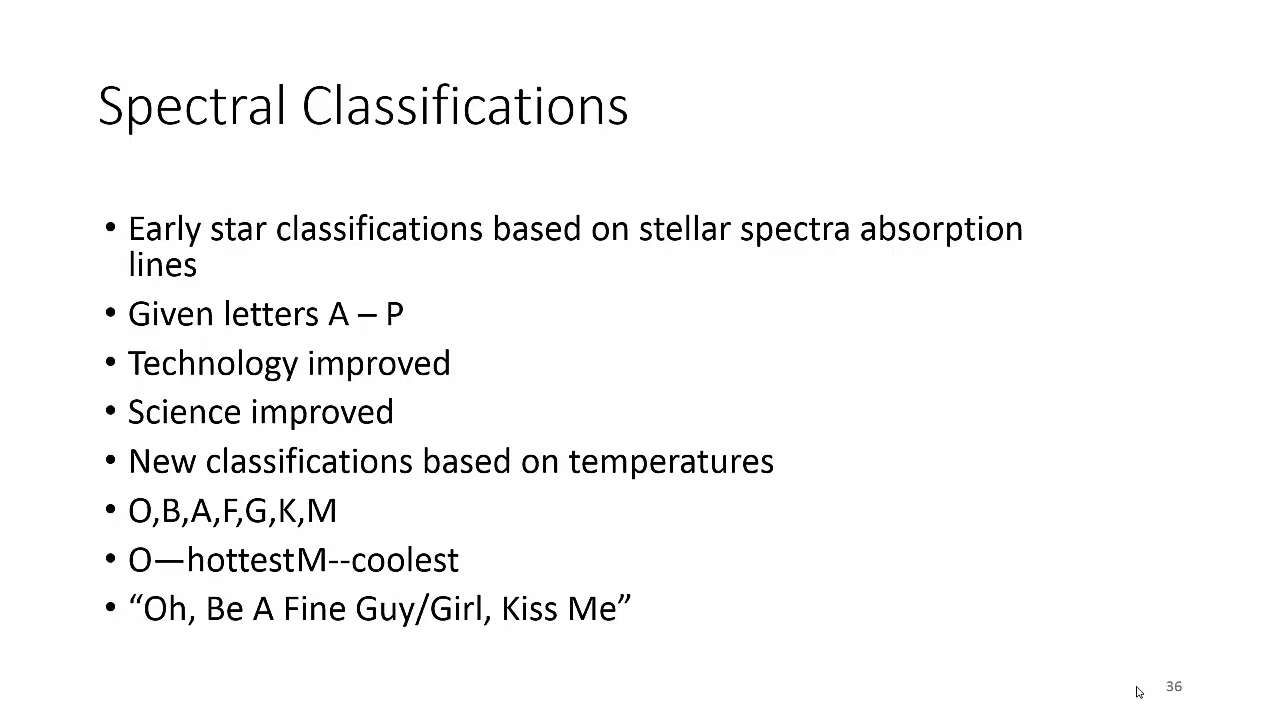 Spectral Classifications
• Early star classifications based on stellar spectra absorption
lines
• Given letters A – P
• Technology improved
• Science improved
• New classifications based on temperatures
• O,B,A,F,G,K,M
• O—hottestM--coolest
• “Oh, Be A Fine Guy/Girl, Kiss Me”
36